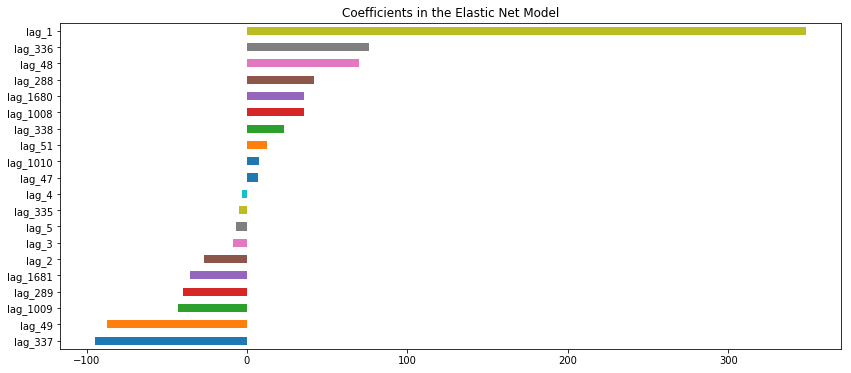 Coefficients in the Elastic Net Model
lag_1
lag_336
lag_48
lag_288
lag_1680
lag_1008
lag_338
lag_51
lag_1010
lag_47
lag_4
lag_335
lag_5
lag_3
lag_2
lag_1681
lag_289
lag_1009
lag_49
lag_337
−100 0 100 200 300